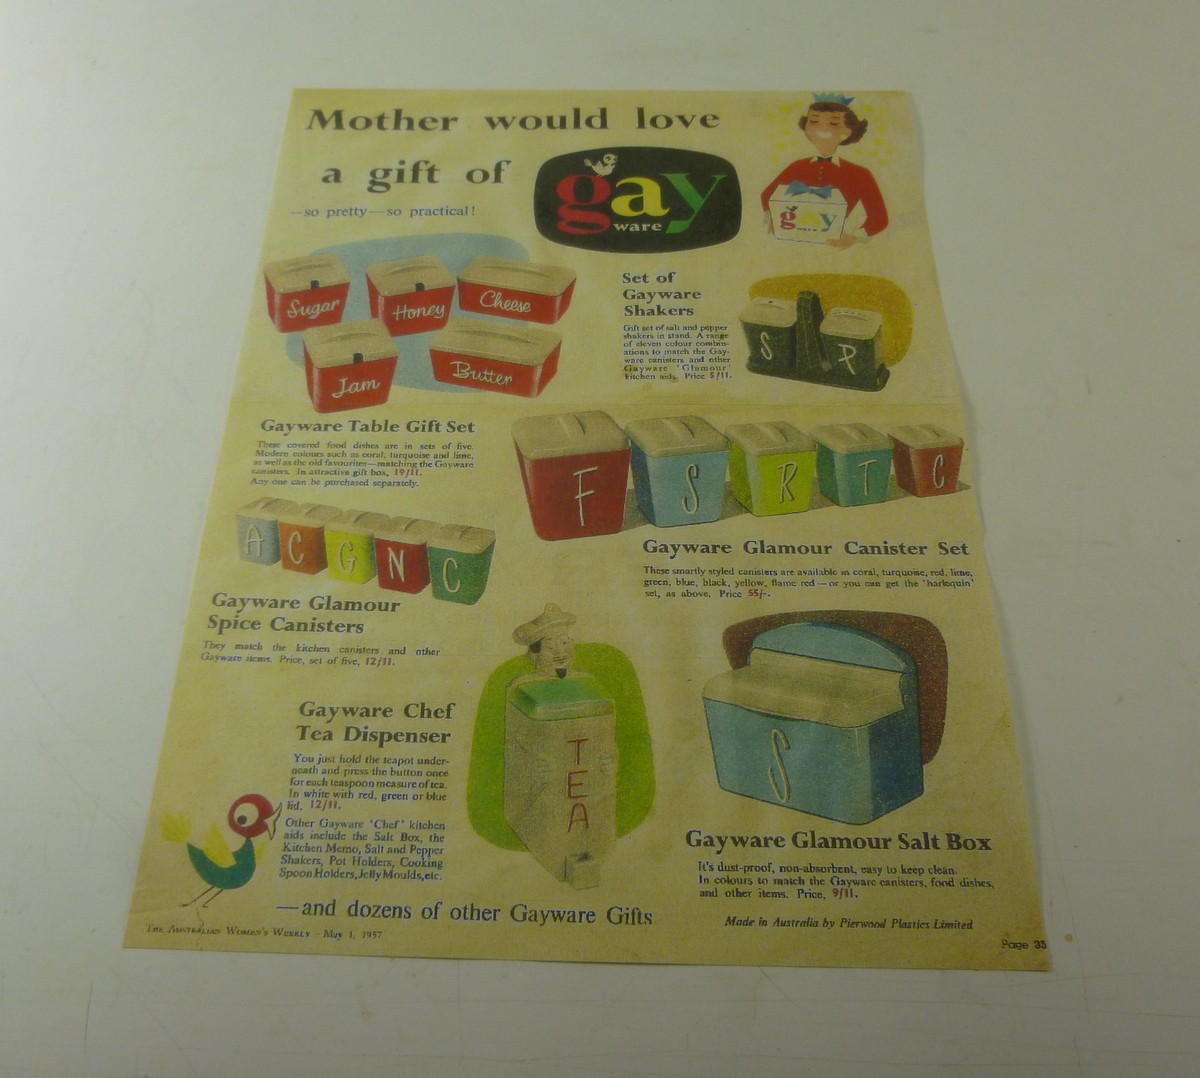 Mother would love
a gift of gay
ware
—so pretty—so practical!
gay
Sugar
Honey
Cheese
Jam
Butter
Set of
Gayware
Shakers
Gift set of salt and pepper
shakers in stand. A range
of eleven colour combin-
ations to match the Gay-
ware canisters and other
Gayware 'Glamour'
kitchen aids. Price 5/11.
S P
Gayware Table Gift Set
These covered food dishes are in sets of five.
Modern colours such as coral, turquoise and lime,
as well as the old favourites—matching the Gayware
canisters. In attractive gift box, 19/11.
Any one can be purchased separately.
F S R T C
A C G N C
Gayware Glamour Canister Set
These smartly styled canisters are available in coral, turquoise, red, lime,
green, blue, black, yellow, flame red—or you can get the 'harlequin'
set, as above. Price 55/-.
Gayware Glamour
Spice Canisters
They match the kitchen canisters and other
Gayware items. Price, set of five, 12/11.
Gayware Chef
Tea Dispenser
You just hold the teapot under-
neath and press the button once
for each teaspoon measure of tea.
In white with red, green or blue
lid, 12/11.
Other Gayware 'Chef' kitchen
aids include the Salt Box, the
Kitchen Memo, Salt and Pepper
Shakers, Pot Holders, Cooking
Spoon Holders, Jelly Moulds, etc.
TEA
S
Gayware Glamour Salt Box
It's dust-proof, non-absorbent, easy to keep clean.
In colours to match the Gayware canisters, food dishes,
and other items. Price, 9/11.
—and dozens of other Gayware Gifts
Made in Australia by Pierwood Plastics Limited
The Australian Women's Weekly - May 1, 1957
Page 35